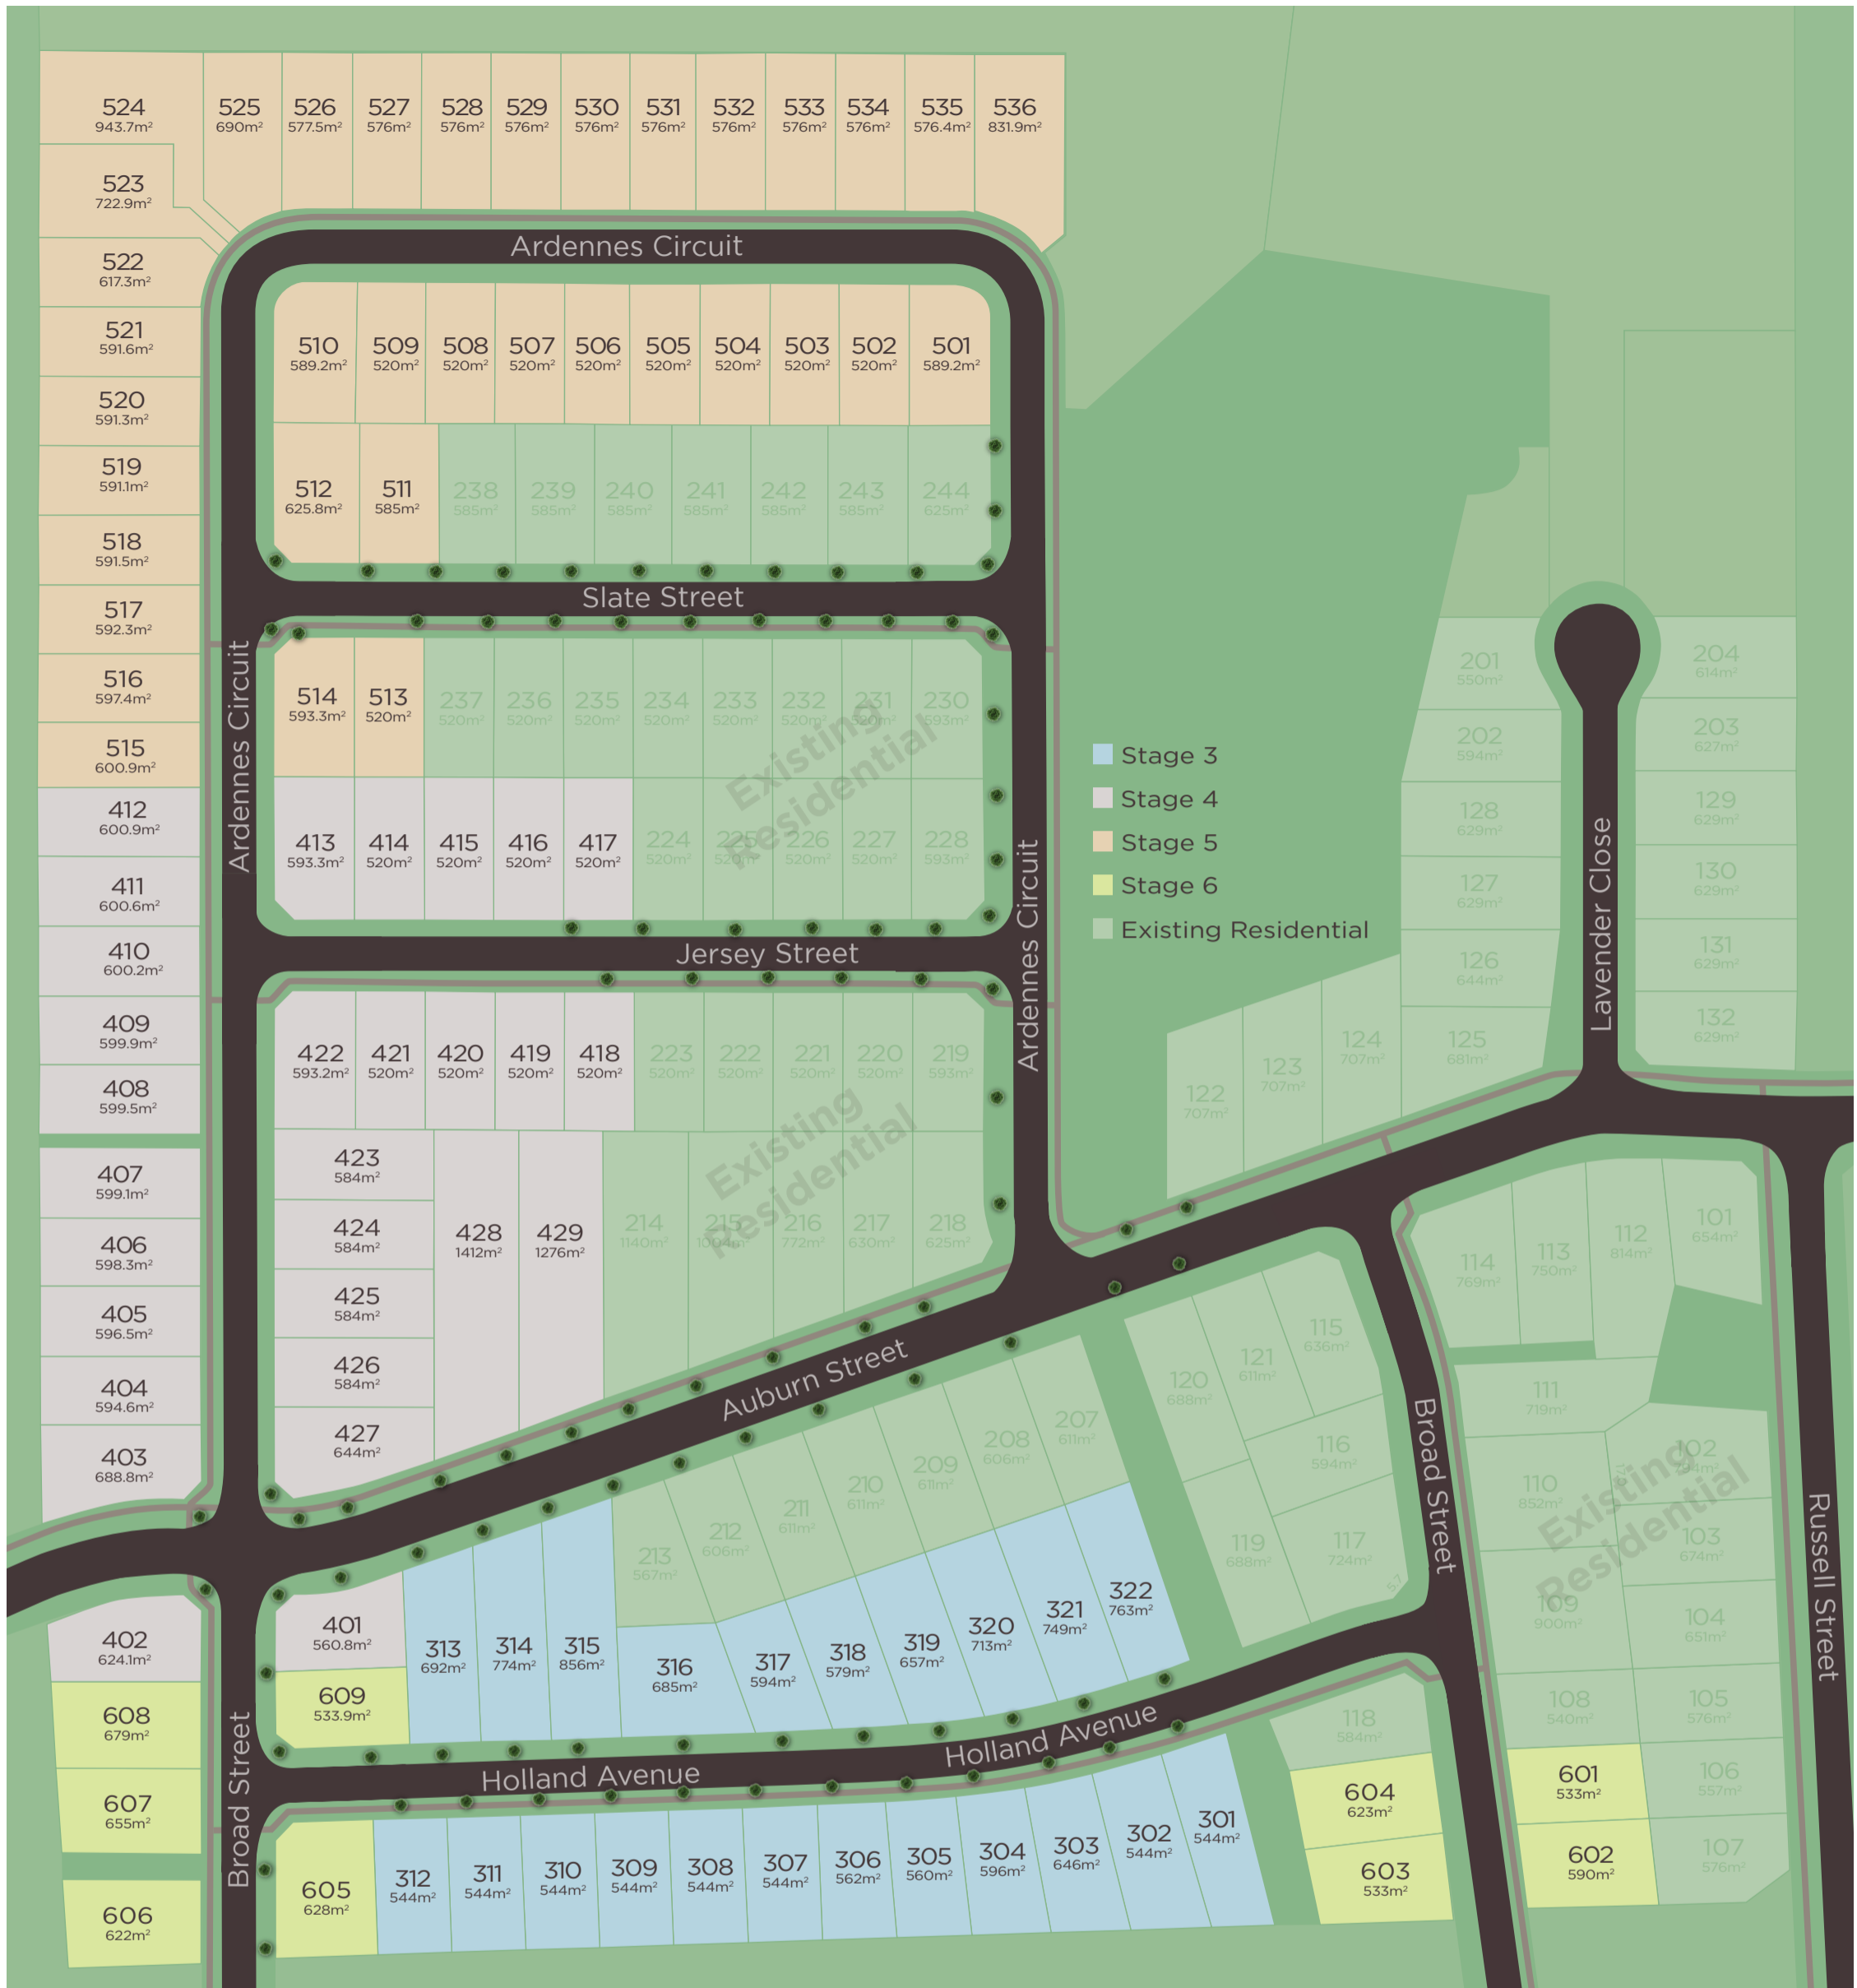 524
943.7m²
525
690m²
526
577.5m²
527
576m²
528
576m²
529
576m²
530
576m²
531
576m²
532
576m²
533
576m²
534
576m²
535
576.4m²
536
831.9m²
523
722.9m²
522
617.3m²
521
591.6m²
520
591.3m²
519
591.1m²
518
591.5m²
517
592.3m²
516
597.4m²
515
600.9m²
Ardennes Circuit
510
589.2m²
509
520m²
508
520m²
507
520m²
506
520m²
505
520m²
504
520m²
503
520m²
502
520m²
501
589.2m²
512
625.8m²
511
585m²
238
585m²
239
585m²
240
585m²
241
585m²
242
585m²
243
585m²
244
625m²
Slate Street
Ardennes Circuit
514
593.3m²
513
520m²
237
520m²
236
520m²
235
520m²
234
520m²
233
520m²
232
520m²
231
520m²
230
593m²
Existing
Residential
413
593.3m²
414
520m²
415
520m²
416
520m²
417
520m²
224
520m²
225
520m²
226
520m²
227
520m²
228
593m²
Jersey Street
Ardennes Circuit
Stage 3
Stage 4
Stage 5
Stage 6
Existing Residential
412
600.9m²
411
600.6m²
410
600.2m²
409
599.9m²
408
599.5m²
407
599.1m²
406
598.3m²
405
596.5m²
404
594.6m²
403
688.8m²
422
593.2m²
421
520m²
420
520m²
419
520m²
418
520m²
223
520m²
222
520m²
221
520m²
220
520m²
219
593m²
Existing
Residential
423
584m²
424
584m²
425
584m²
426
584m²
427
644m²
428
1412m²
429
1276m²
214
1140m²
215
216
772m²
217
630m²
218
625m²
Auburn Street
201
550m²
202
594m²
128
629m²
127
629m²
126
644m²
125
681m²
124
707m²
123
707m²
122
707m²
Lavender Close
204
614m²
203
627m²
129
629m²
130
629m²
131
629m²
132
629m²
114
769m²
113
750m²
112
814m²
101
654m²
111
719m²
110
852m²
109
900m²
108
540m²
102
103
674m²
104
651m²
105
576m²
106
557m²
107
576m²
Existing
Residential
Broad Street
Russell Street
120
688m²
121
611m²
115
636m²
116
594m²
119
688m²
117
724m²
5.7
118
584m²
207
611m²
208
606m²
209
611m²
210
611m²
211
611m²
212
606m²
213
567m²
402
624.1m²
401
560.8m²
608
679m²
607
655m²
606
622m²
609
533.9m²
605
628m²
Broad Street
313
692m²
314
774m²
315
856m²
316
685m²
317
594m²
318
579m²
319
657m²
320
713m²
321
749m²
322
763m²
Holland Avenue
Holland Avenue
312
544m²
311
544m²
310
544m²
309
544m²
308
544m²
307
544m²
306
562m²
305
560m²
304
596m²
303
646m²
302
544m²
301
544m²
604
623m²
603
533m²
601
533m²
602
590m²